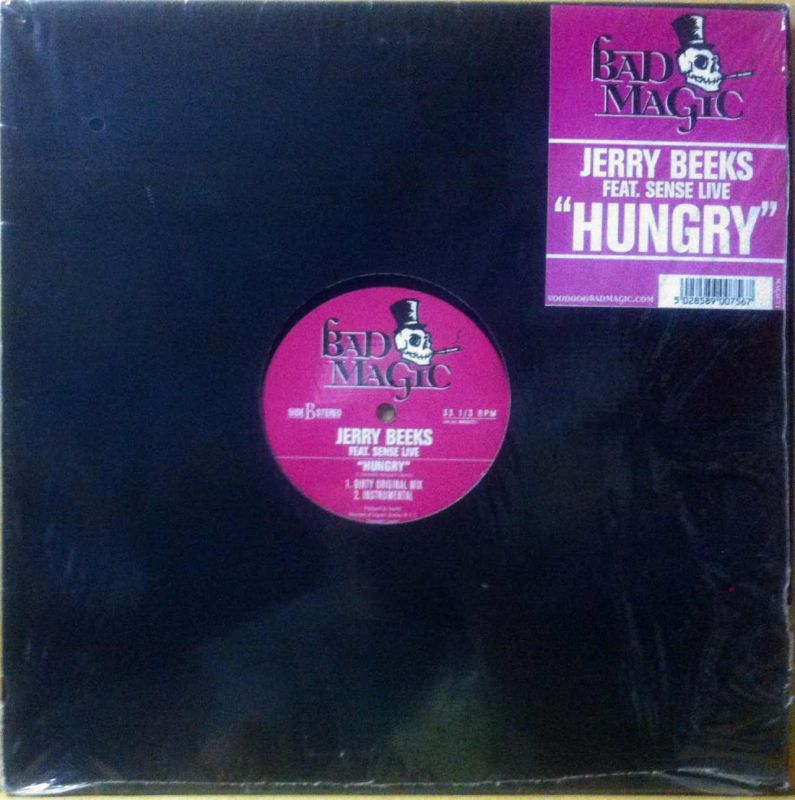 BAD
MAGIC
JERRY BEEKS
FEAT. SENSE LIVE
"HUNGRY"
VOODOO@BADMAGIC.COM
5 028589 007567
BAD
MAGIC
SIDE B STEREO
33 1/3 RPM
JERRY BEEKS
FEAT. SENSE LIVE
"HUNGRY"
1. DIRTY ORIGINAL MIX
2. INSTRUMENTAL